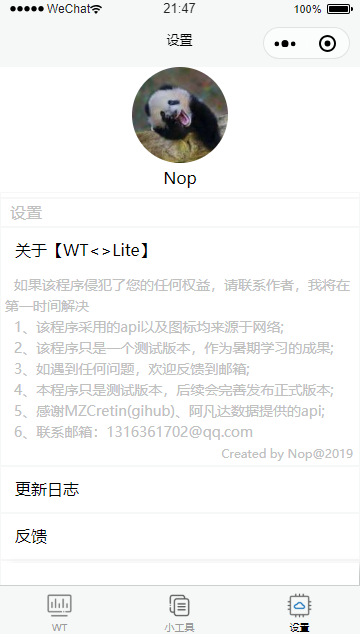 WeChat 21:47 100%
设置
Nop
设置
关于【WT<>Lite】
如果该程序侵犯了您的任何权益，请联系作者，我将在
第一时间解决
1、该程序采用的api以及图标均来源于网络;
2、该程序只是一个测试版本，作为暑期学习的成果;
3、如遇到任何问题，欢迎反馈到邮箱;
4、本程序只是测试版本，后续会完善发布正式版本;
5、感谢MZCretin(gihub)、阿凡达数据提供的api;
6、联系邮箱：1316361702@qq.com
Created by Nop@2019
更新日志
反馈
WT 小工具 设置